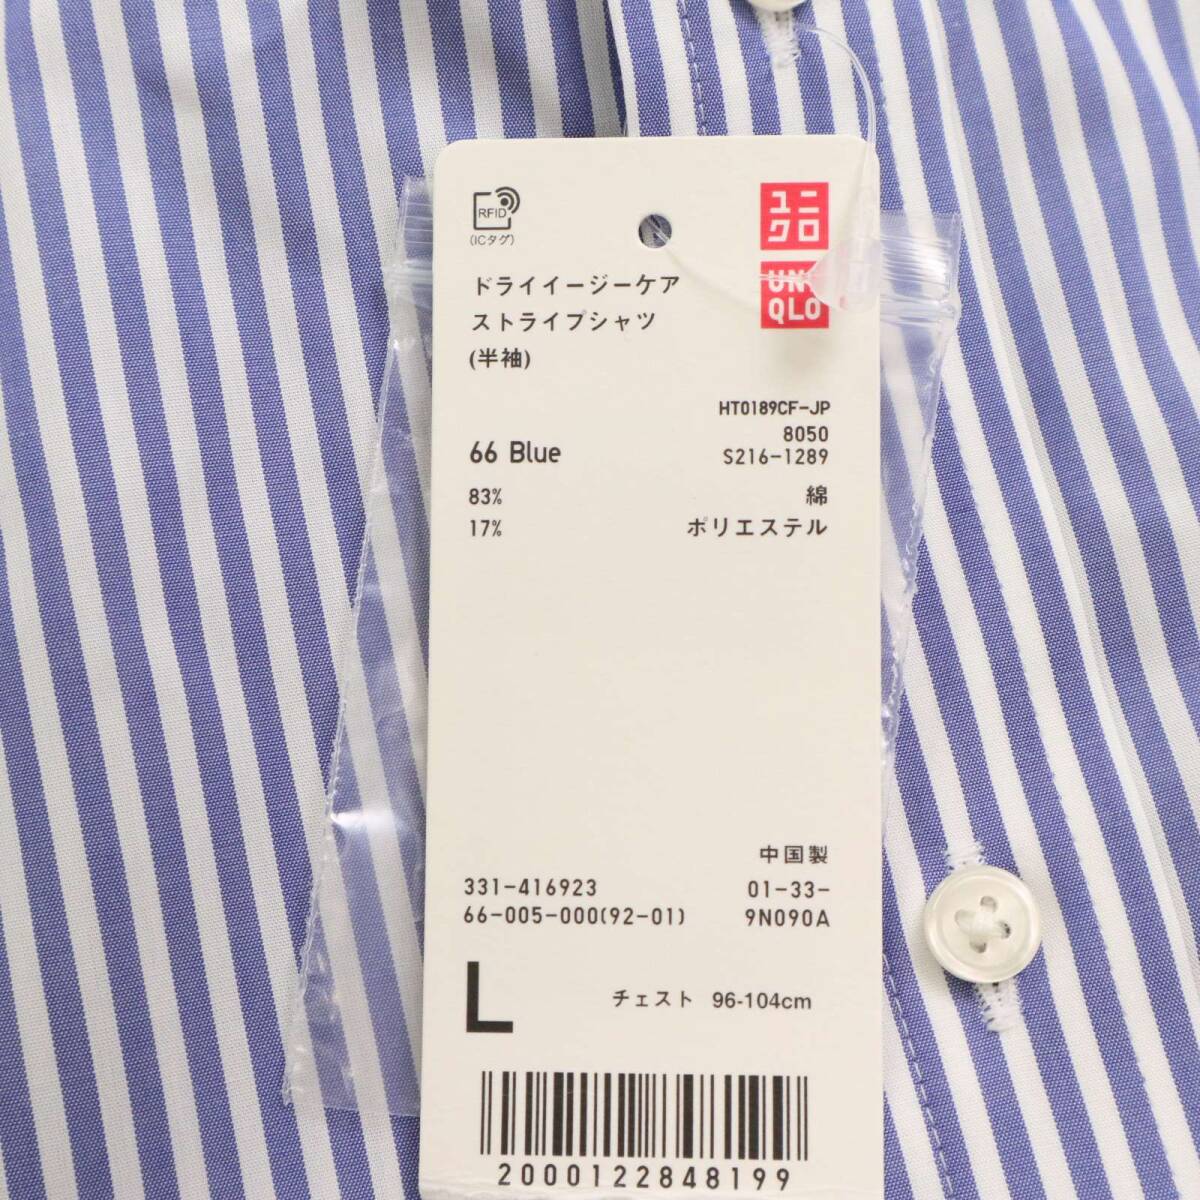 RFID
(ICタグ)
ユニ
クロ
UNI
QLO
ドライイージーケア
ストライプシャツ
(半袖)
HT0189CF-JP
8050
66 Blue
S216-1289
83% 綿
17% ポリエステル
中国製
331-416923 01-33-
66-005-000(92-01) 9N090A
L チェスト 96-104cm
2000122848199